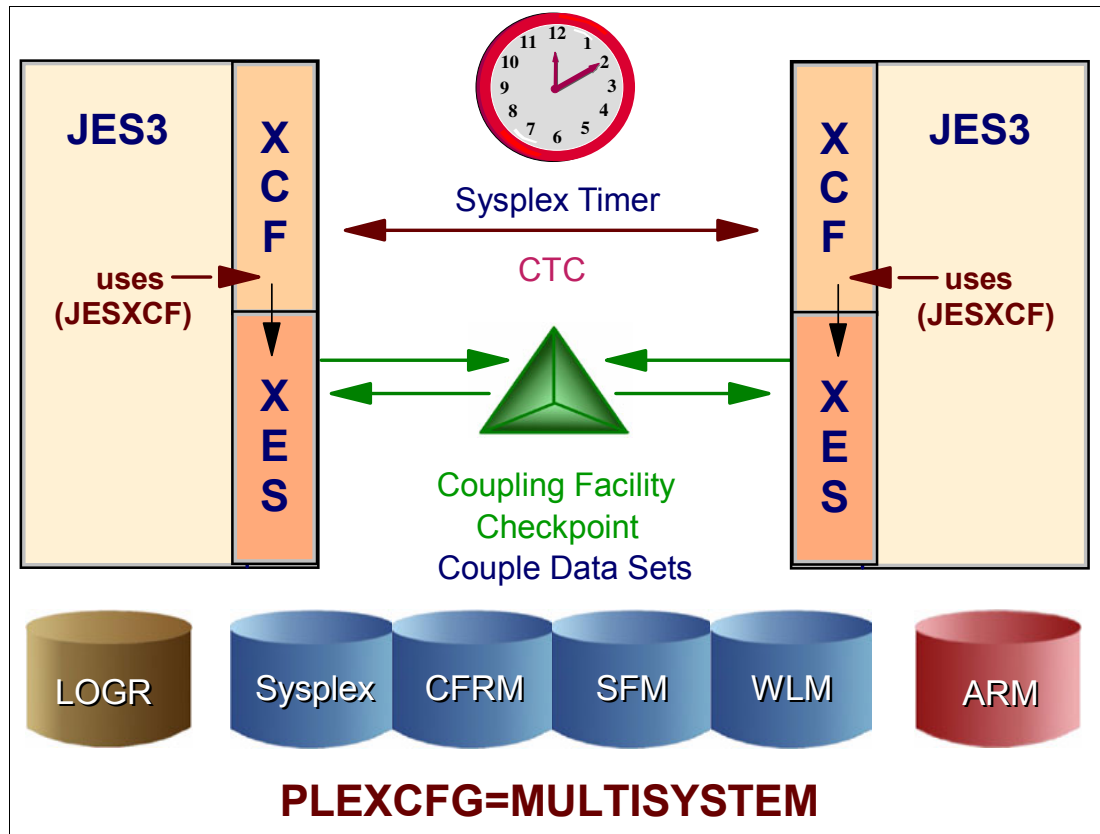 12
11
1
10
2
9
3
8
4
7
5
6
JES3
X
C
F
uses
(JESXCF)
X
E
S
Sysplex Timer
CTC
Coupling Facility
Checkpoint
Couple Data Sets
X
C
F
JES3
uses
(JESXCF)
X
E
S
LOGR
Sysplex
CFRM
SFM
WLM
ARM
PLEXCFG=MULTISYSTEM